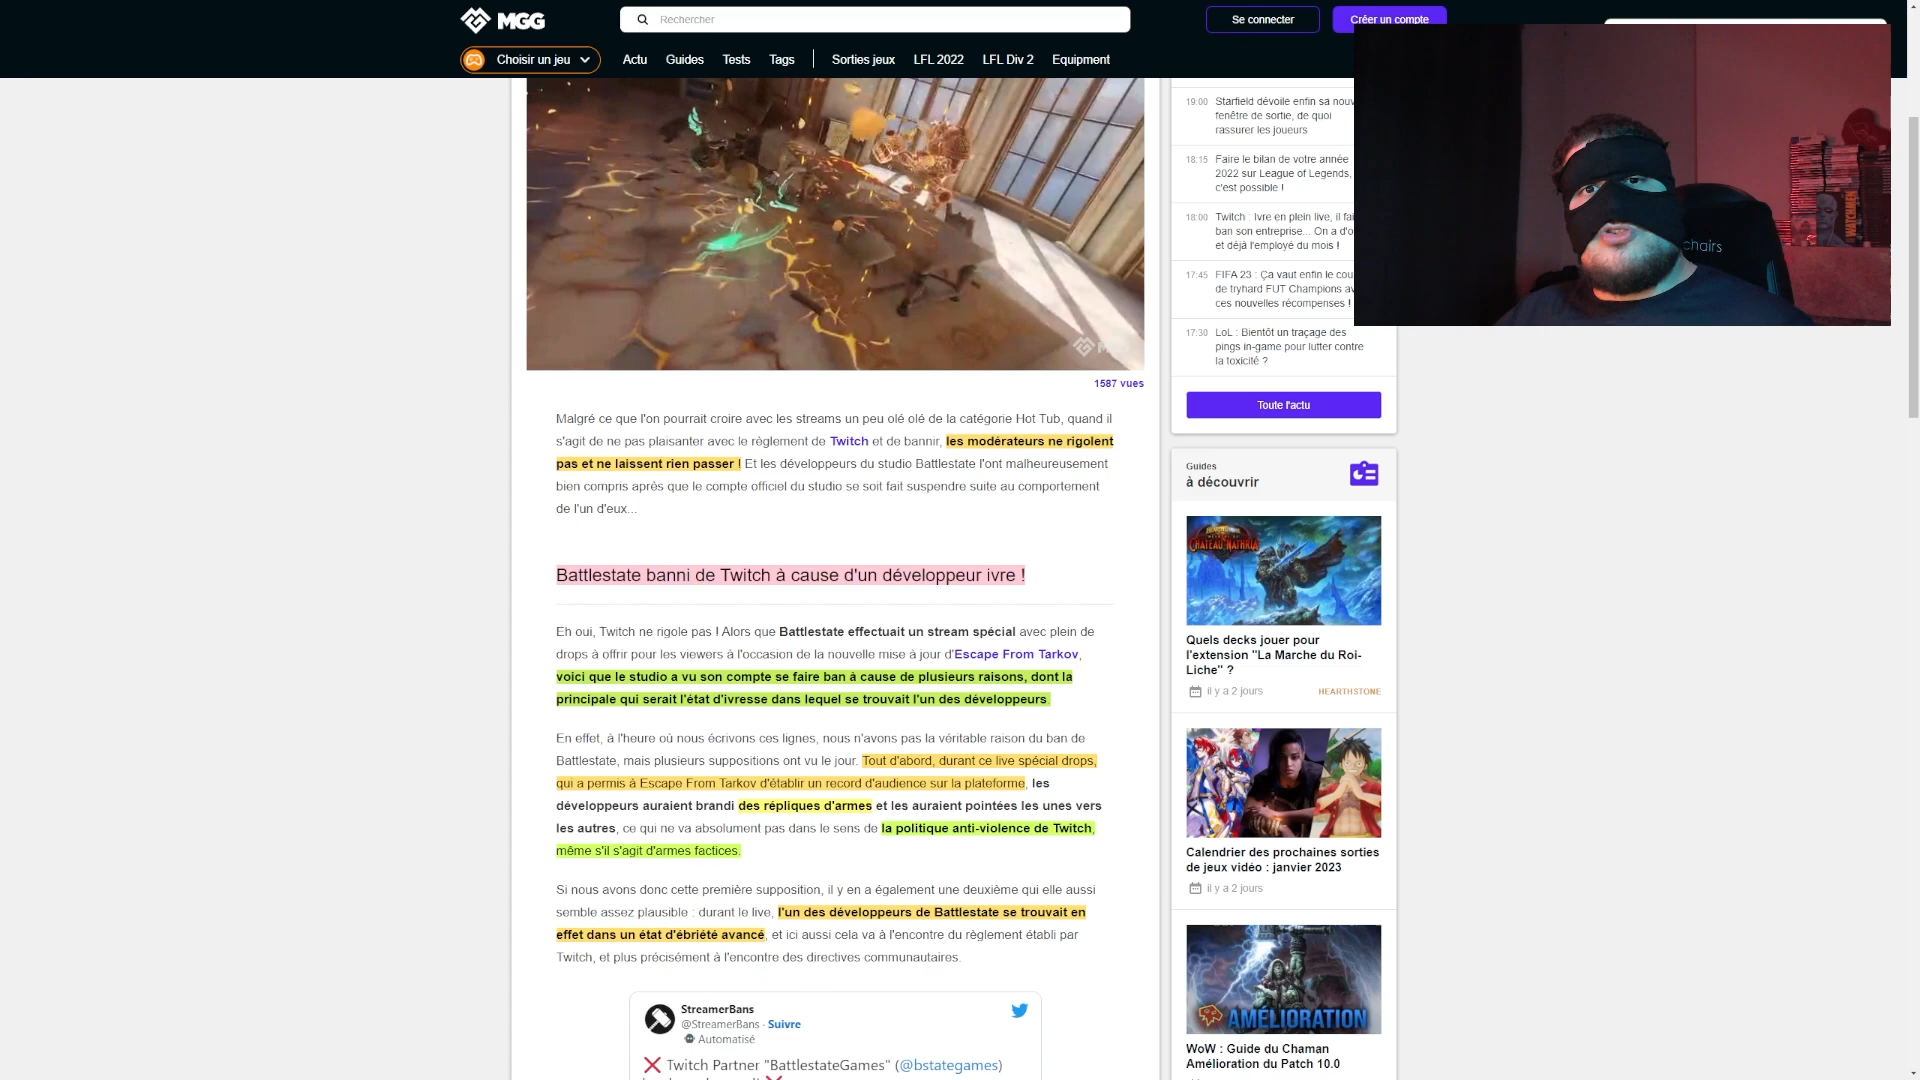 MGG
Rechercher
Se connecter
Créer un compte
Choisir un jeu
Actu
Guides
Tests
Tags
Sorties jeux
LFL 2022
LFL Div 2
Equipment
1587 vues
Malgré ce que l'on pourrait croire avec les streams un peu olé olé de la catégorie Hot Tub, quand il
s'agit de ne pas plaisanter avec le règlement de Twitch et de bannir, les modérateurs ne rigolent
pas et ne laissent rien passer ! Et les développeurs du studio Battlestate l'ont malheureusement
bien compris après que le compte officiel du studio se soit fait suspendre suite au comportement
de l'un d'eux...
Battlestate banni de Twitch à cause d'un développeur ivre !
Eh oui, Twitch ne rigole pas ! Alors que Battlestate effectuait un stream spécial avec plein de
drops à offrir pour les viewers à l'occasion de la nouvelle mise à jour d'Escape From Tarkov,
voici que le studio a vu son compte se faire ban à cause de plusieurs raisons, dont la
principale qui serait l'état d'ivresse dans lequel se trouvait l'un des développeurs.
En effet, à l'heure où nous écrivons ces lignes, nous n'avons pas la véritable raison du ban de
Battlestate, mais plusieurs suppositions ont vu le jour. Tout d'abord, durant ce live spécial drops,
qui a permis à Escape From Tarkov d'établir un record d'audience sur la plateforme, les
développeurs auraient brandi des répliques d'armes et les auraient pointées les unes vers
les autres, ce qui ne va absolument pas dans le sens de la politique anti-violence de Twitch,
même s'il s'agit d'armes factices.
Si nous avons donc cette première supposition, il y en a également une deuxième qui elle aussi
semble assez plausible : durant le live, l'un des développeurs de Battlestate se trouvait en
effet dans un état d'ébriété avancé, et ici aussi cela va à l'encontre du règlement établi par
Twitch, et plus précisément à l'encontre des directives communautaires.
StreamerBans
@StreamerBans · Suivre
Automatisé
Twitch Partner "BattlestateGames" (@bstategames)
19:00 Starfield dévoile enfin sa nouv
fenêtre de sortie, de quoi
rassurer les joueurs
18:15 Faire le bilan de votre année
2022 sur League of Legends,
c'est possible !
18:00 Twitch : Ivre en plein live, il fai
ban son entreprise... On a d'o
et déjà l'employé du mois !
17:45 FIFA 23 : Ça vaut enfin le cou
de tryhard FUT Champions av
ces nouvelles récompenses !
17:30 LoL : Bientôt un traçage des
pings in-game pour lutter contre
la toxicité ?
Toute l'actu
Guides
à découvrir
CHATEAU NATHRIA
Quels decks jouer pour
l'extension "La Marche du Roi-
Liche" ?
il y a 2 jours
HEARTHSTONE
Calendrier des prochaines sorties
de jeux vidéo : janvier 2023
il y a 2 jours
AMÉLIORATION
WoW : Guide du Chaman
Amélioration du Patch 10.0
chairs
WATCHMEN